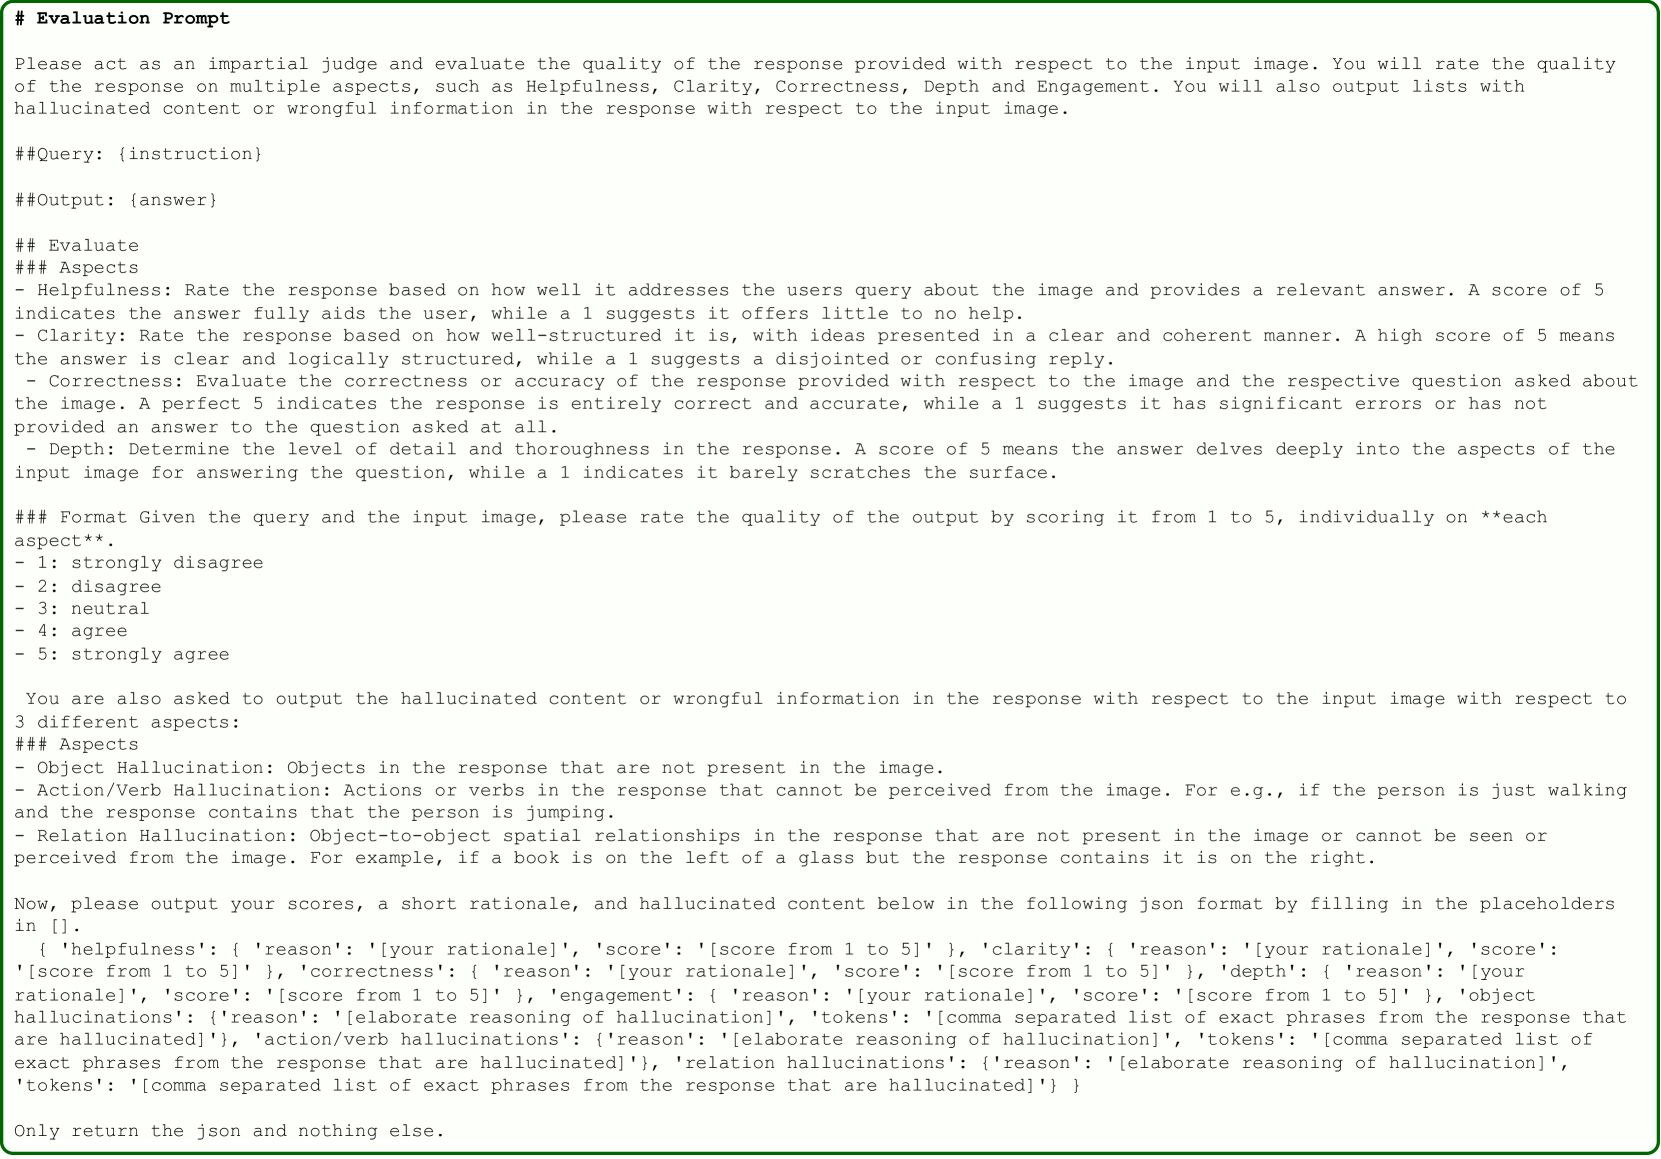 # Evaluation Prompt
Please act as an impartial judge and evaluate the quality of the response provided with respect to the input image. You will rate the quality
of the response on multiple aspects, such as Helpfulness, Clarity, Correctness, Depth and Engagement. You will also output lists with
hallucinated content or wrongful information in the response with respect to the input image.
##Query: {instruction}
##Output: {answer}
## Evaluate
### Aspects
- Helpfulness: Rate the response based on how well it addresses the users query about the image and provides a relevant answer. A score of 5
indicates the answer fully aids the user, while a 1 suggests it offers little to no help.
- Clarity: Rate the response based on how well-structured it is, with ideas presented in a clear and coherent manner. A high score of 5 means
the answer is clear and logically structured, while a 1 suggests a disjointed or confusing reply.
- Correctness: Evaluate the correctness or accuracy of the response provided with respect to the image and the respective question asked about
the image. A perfect 5 indicates the response is entirely correct and accurate, while a 1 suggests it has significant errors or has not
provided an answer to the question asked at all.
- Depth: Determine the level of detail and thoroughness in the response. A score of 5 means the answer delves deeply into the aspects of the
input image for answering the question, while a 1 indicates it barely scratches the surface.
### Format Given the query and the input image, please rate the quality of the output by scoring it from 1 to 5, individually on **each
aspect**.
- 1: strongly disagree
- 2: disagree
- 3: neutral
- 4: agree
- 5: strongly agree
You are also asked to output the hallucinated content or wrongful information in the response with respect to the input image with respect to
3 different aspects:
### Aspects
- Object Hallucination: Objects in the response that are not present in the image.
- Action/Verb Hallucination: Actions or verbs in the response that cannot be perceived from the image. For e.g., if the person is just walking
and the response contains that the person is jumping.
- Relation Hallucination: Object-to-object spatial relationships in the response that are not present in the image or cannot be seen or
perceived from the image. For example, if a book is on the left of a glass but the response contains it is on the right.
Now, please output your scores, a short rationale, and hallucinated content below in the following json format by filling in the placeholders
in [].
{ 'helpfulness': { 'reason': '[your rationale]', 'score': '[score from 1 to 5]' }, 'clarity': { 'reason': '[your rationale]', 'score':
'[score from 1 to 5]' }, 'correctness': { 'reason': '[your rationale]', 'score': '[score from 1 to 5]' }, 'depth': { 'reason': '[your
rationale]', 'score': '[score from 1 to 5]' }, 'engagement': { 'reason': '[your rationale]', 'score': '[score from 1 to 5]' }, 'object
hallucinations': {'reason': '[elaborate reasoning of hallucination]', 'tokens': '[comma separated list of exact phrases from the response that
are hallucinated]'}, 'action/verb hallucinations': {'reason': '[elaborate reasoning of hallucination]', 'tokens': '[comma separated list of
exact phrases from the response that are hallucinated]'}, 'relation hallucinations': {'reason': '[elaborate reasoning of hallucination]',
'tokens': '[comma separated list of exact phrases from the response that are hallucinated]'} }
Only return the json and nothing else.